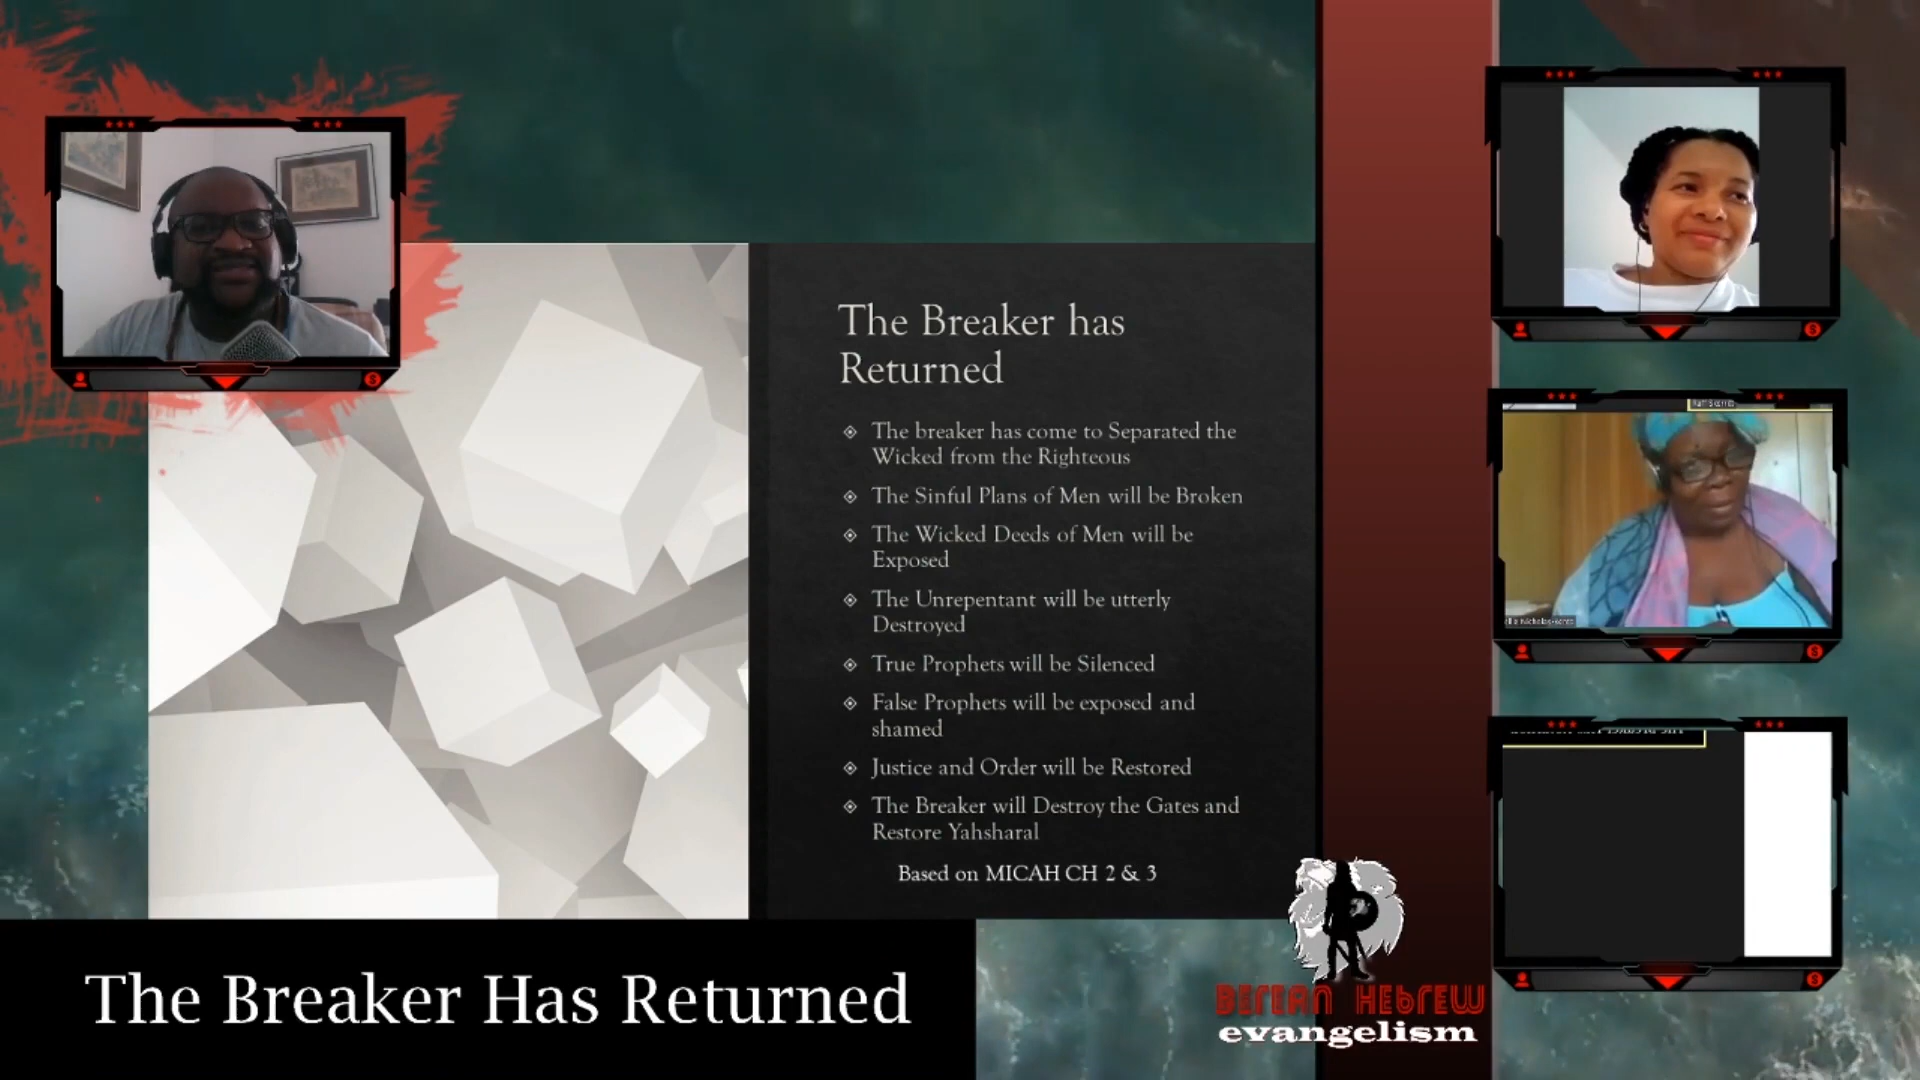 The Breaker has
Returned
The breaker has come to Separated the
Wicked from the Righteous
The Sinful Plans of Men will be Broken
The Wicked Deeds of Men will be
Exposed
The Unrepentant will be utterly
Destroyed
True Prophets will be Silenced
False Prophets will be exposed and
shamed
Justice and Order will be Restored
The Breaker will Destroy the Gates and
Restore Yahsharal
Based on MICAH CH 2 & 3
The Breaker Has Returned
BEREAN HEBREW
evangelism